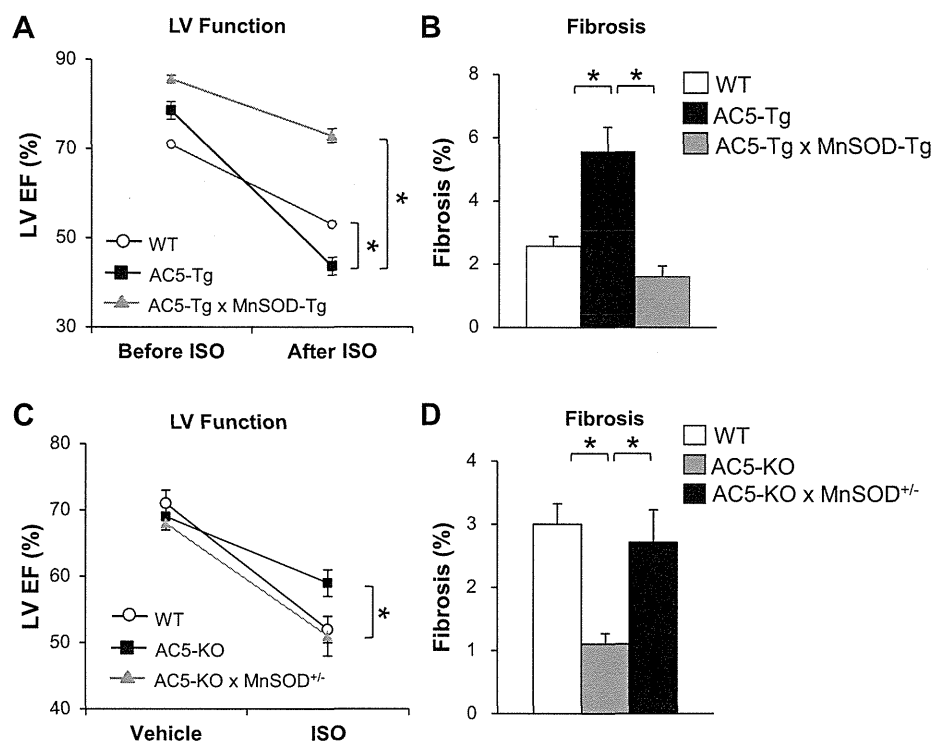 A
LV Function
LV EF (%)
90
70
50
30
WT
AC5-Tg
AC5-Tg x MnSOD-Tg
*
*
Before ISO
After ISO
B
Fibrosis
Fibrosis (%)
8
6
4
2
0
* *
WT
AC5-Tg
AC5-Tg x MnSOD-Tg
C
LV Function
LV EF (%)
80
70
60
50
40
WT
AC5-KO
AC5-KO x MnSOD+/-
*
Vehicle
ISO
D
Fibrosis
Fibrosis (%)
4
3
2
1
0
* *
WT
AC5-KO
AC5-KO x MnSOD+/-